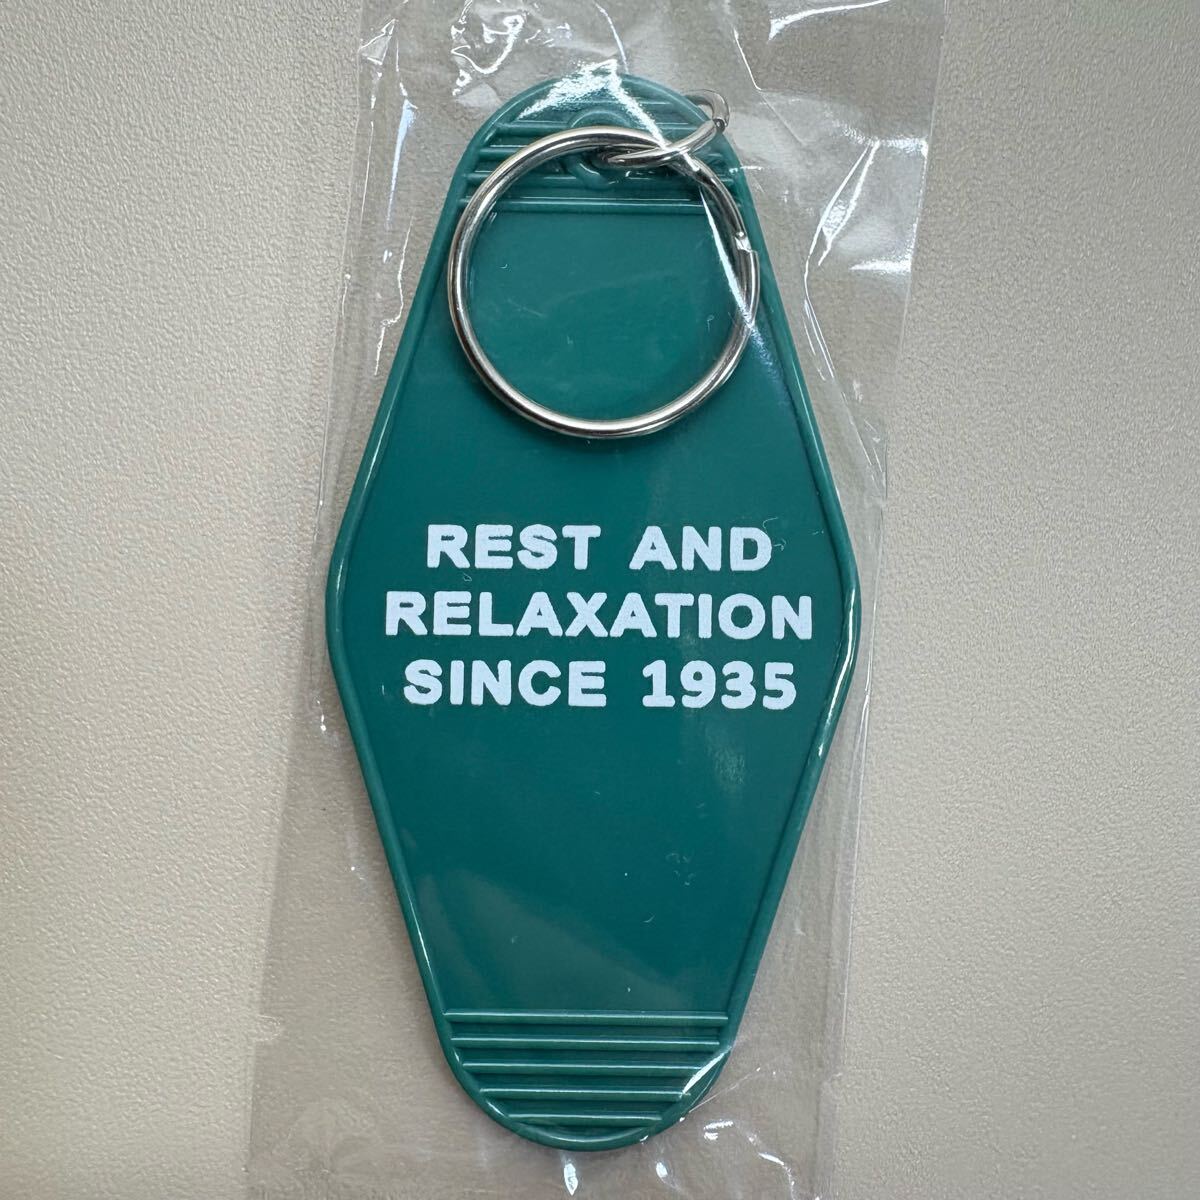 REST AND
RELAXATION
SINCE 1935